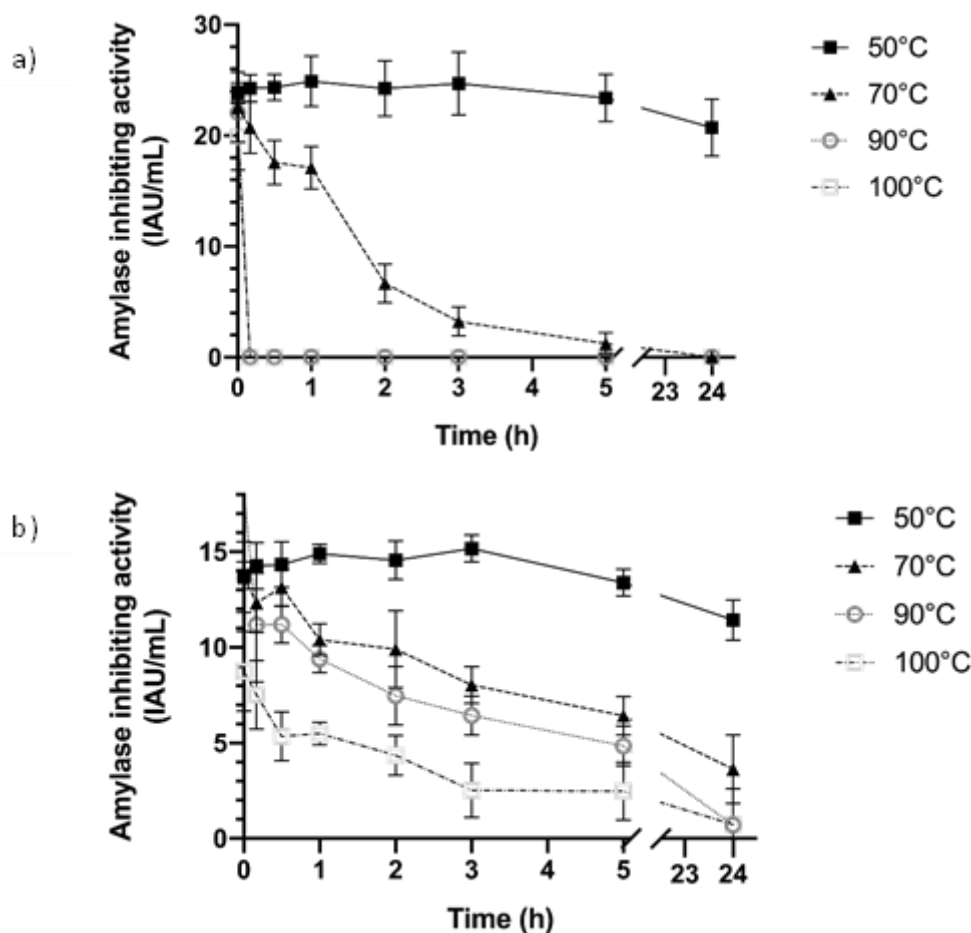 a)
Amylase inhibiting activity
(IAU/mL)
30
20
10
0
0 1 2 3 4 5 23 24
Time (h)
50°C
70°C
90°C
100°C
b)
Amylase inhibiting activity
(IAU/mL)
15
10
5
0
0 1 2 3 4 5 23 24
Time (h)
50°C
70°C
90°C
100°C